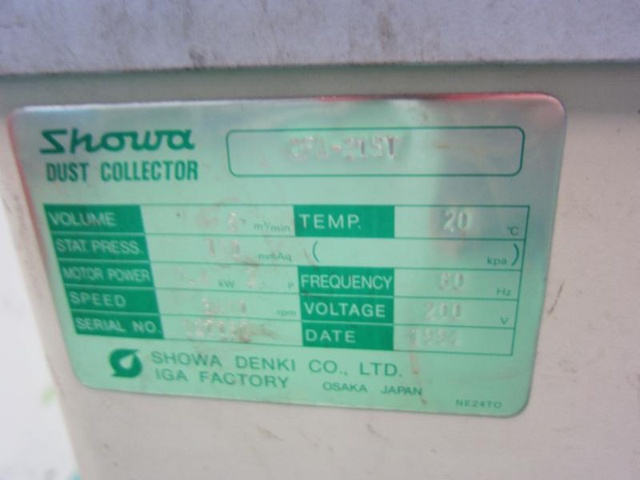 Showa
DUST COLLECTOR
VOLUME m³/min TEMP. 20 °C
STAT. PRESS. mmAq ( kpa)
MOTOR POWER kW P FREQUENCY 60 Hz
SPEED rpm VOLTAGE 200 V
SERIAL NO. DATE
SHOWA DENKI CO., LTD.
IGA FACTORY OSAKA JAPAN
NE24TO